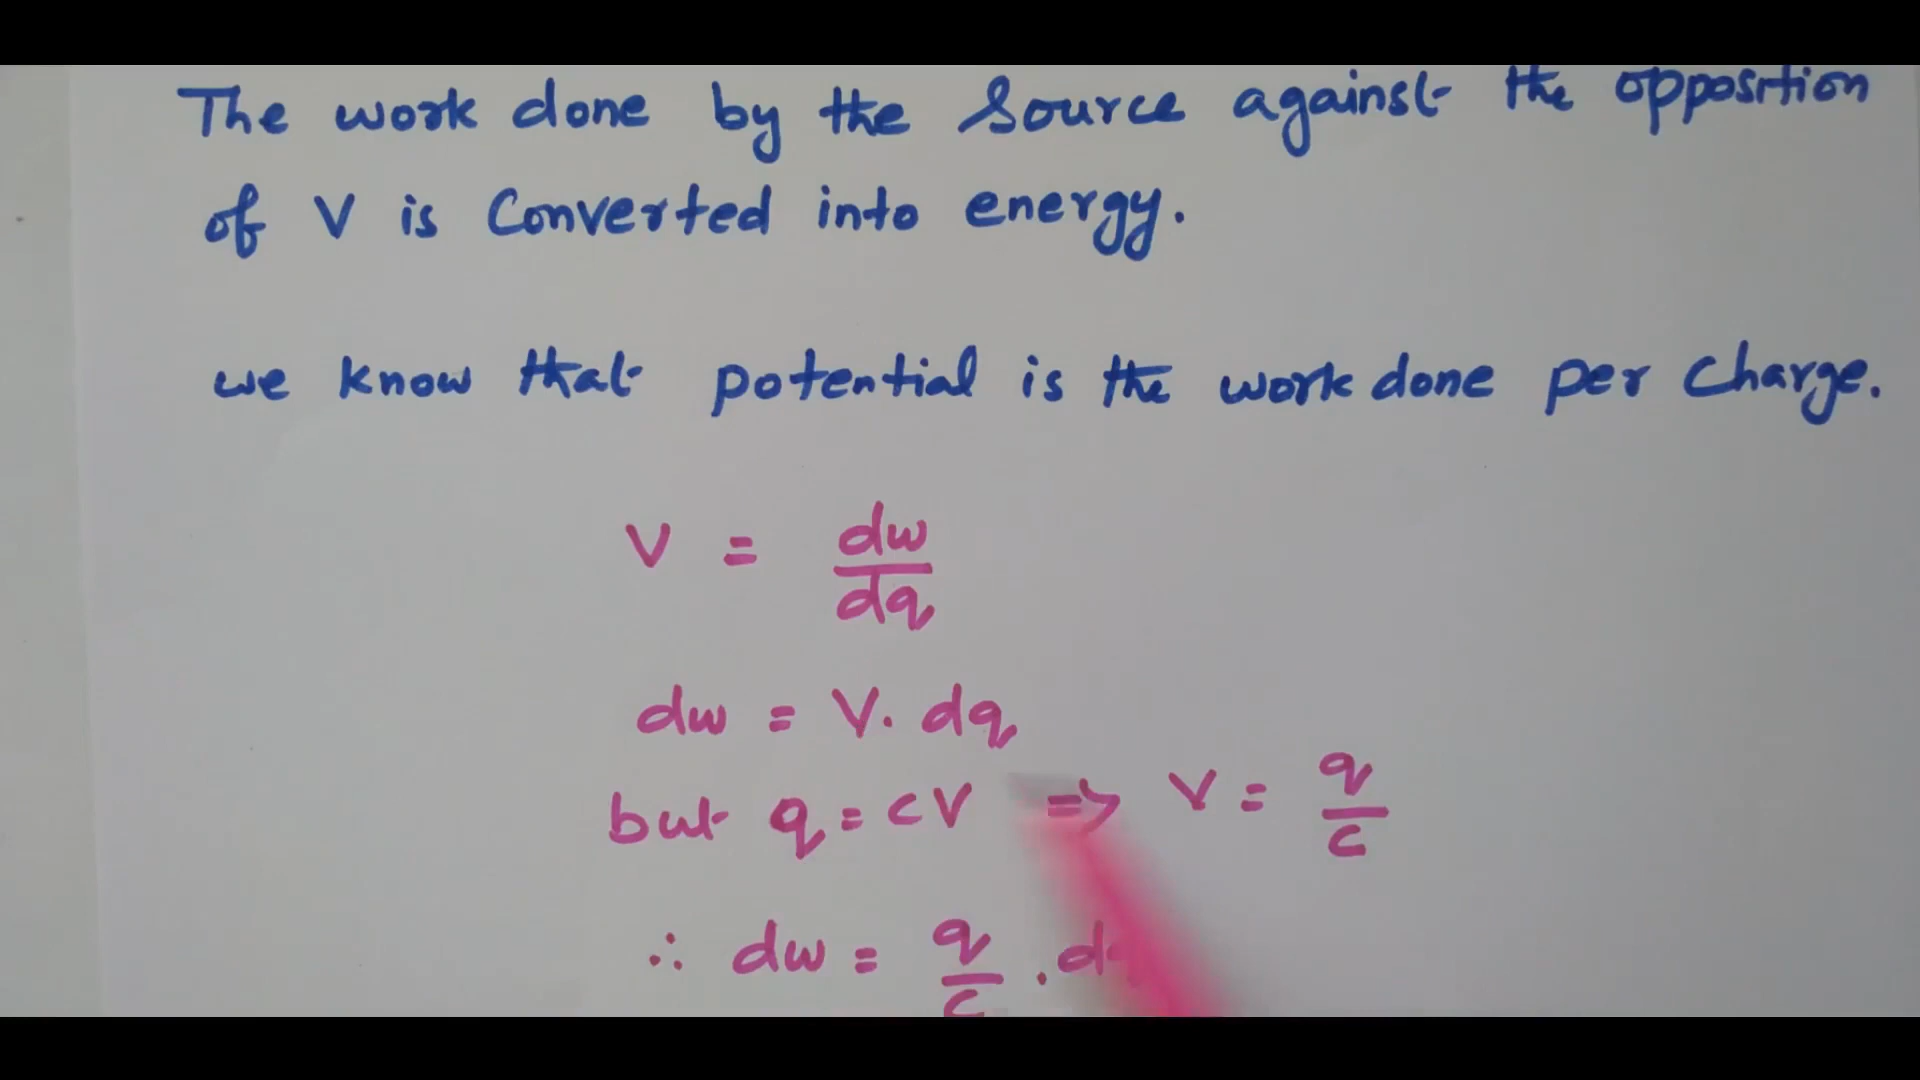 The work done by the Source against the opposition
of V is Converted into energy.
we know that potential is the work done per charge.
V = dw/dq
dw = V. dq
but q = CV => V = q/c
∴ dw = q/c . dq